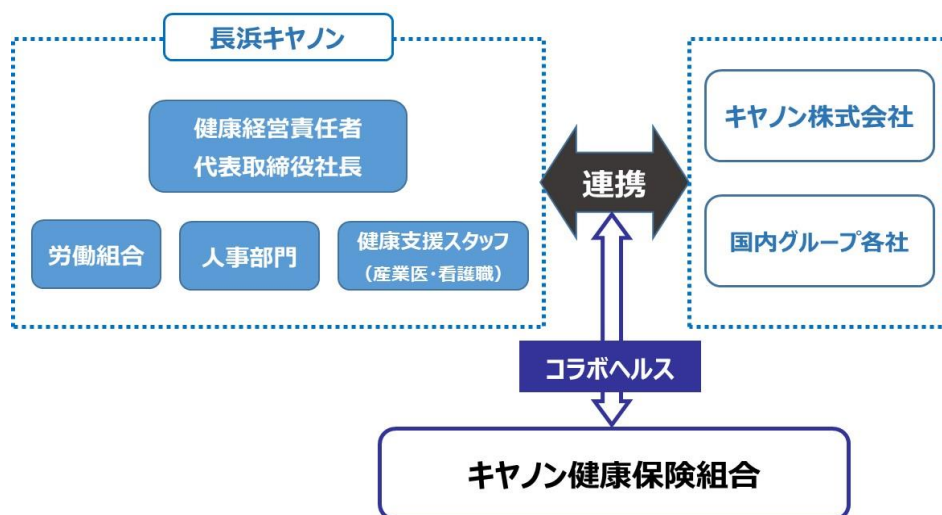 長浜キヤノン
健康経営責任者
代表取締役社長
労働組合
人事部門
健康支援スタッフ
（産業医・看護職）
連携
キヤノン株式会社
国内グループ各社
コラボヘルス
キヤノン健康保険組合